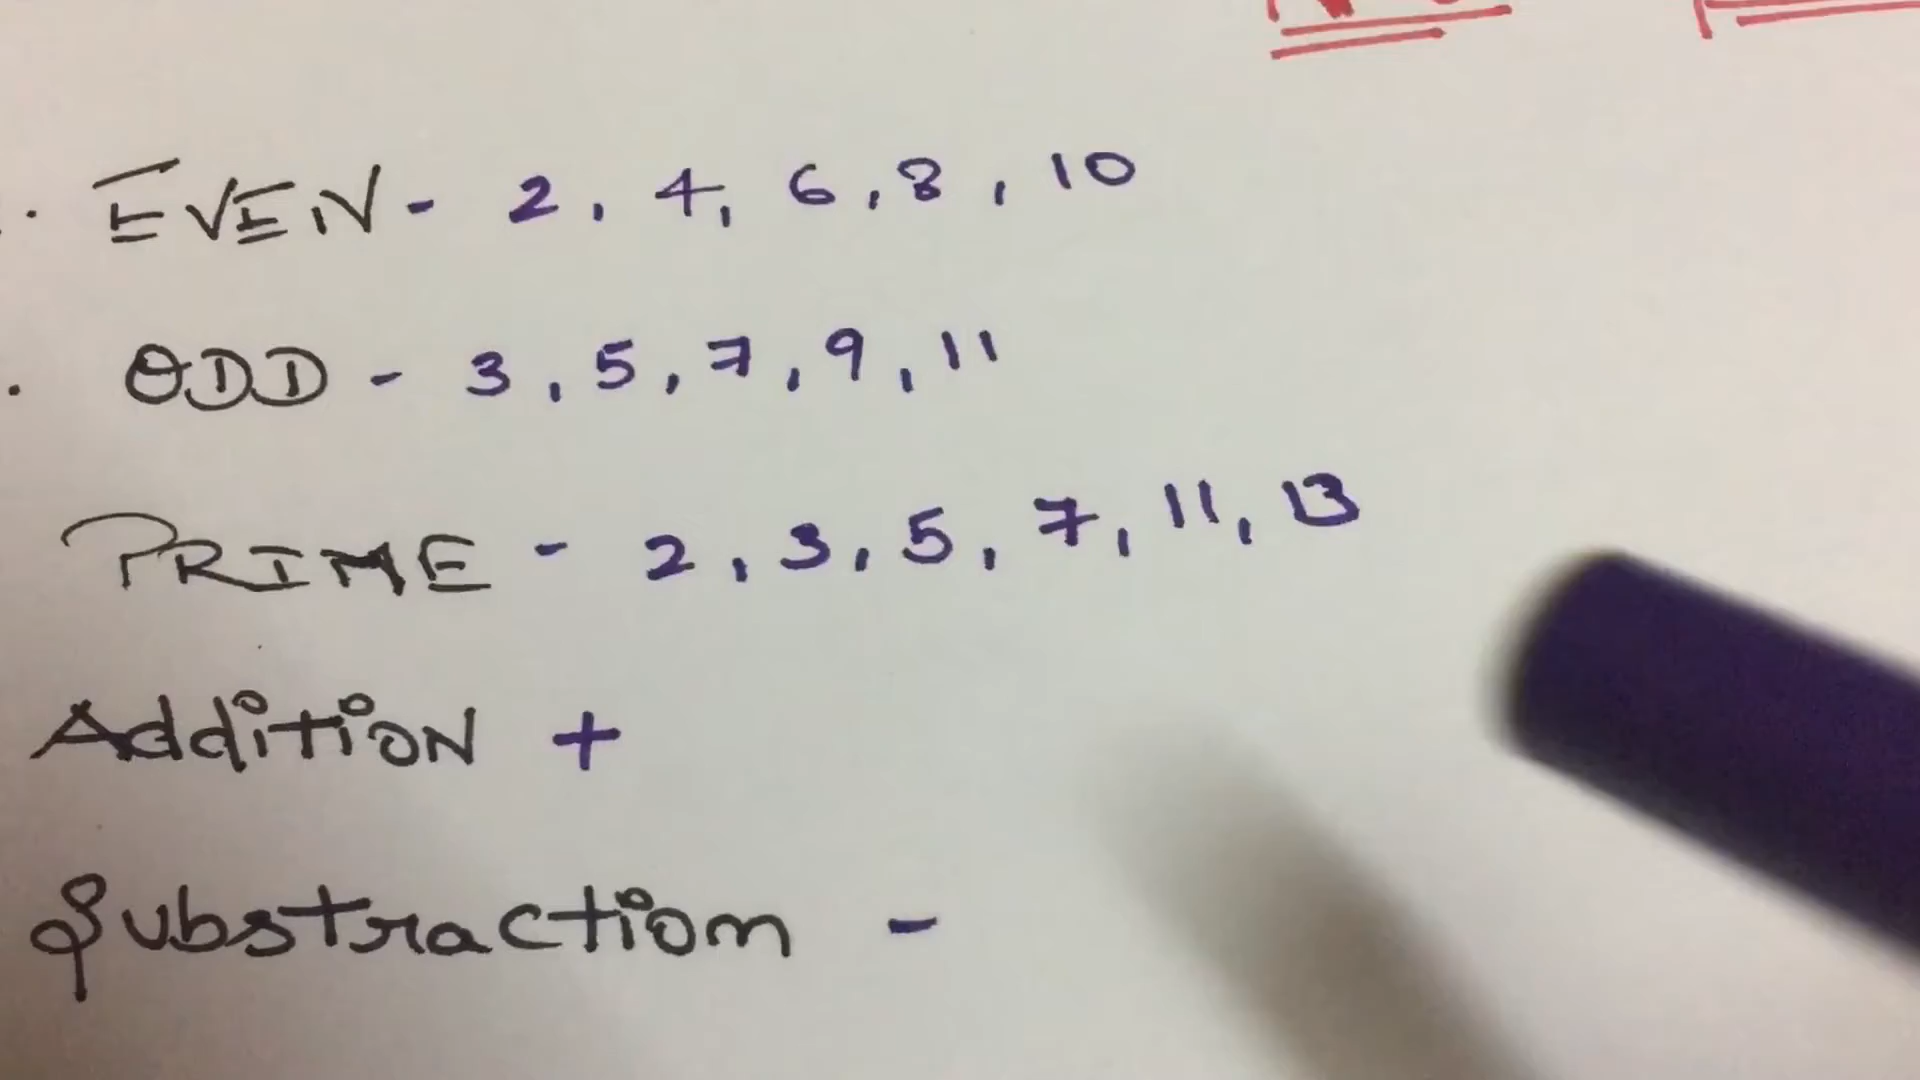 . EVEN - 2, 4, 6, 8, 10
. ODD - 3, 5, 7, 9, 11
PRIME - 2, 3, 5, 7, 11, 13
Addition +
Substraction -